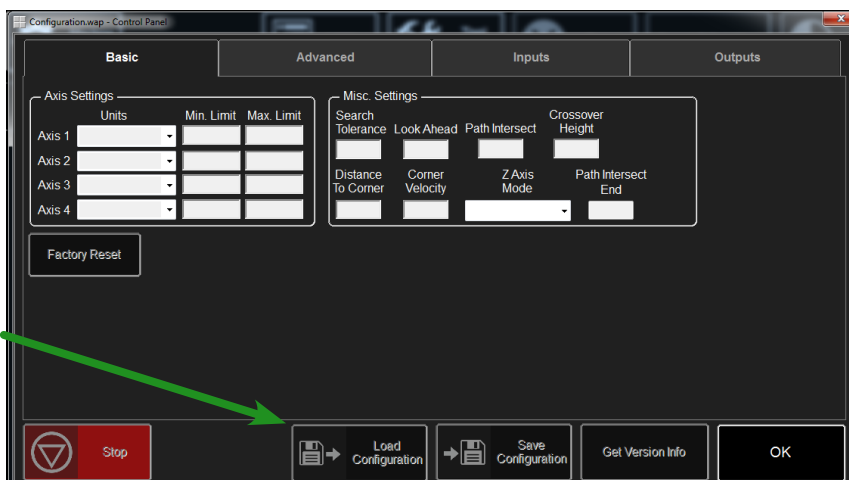 Configuration.wap - Control Panel
Basic
Advanced
Inputs
Outputs
Axis Settings
Units
Min. Limit
Max. Limit
Axis 1
Axis 2
Axis 3
Axis 4
Misc. Settings
Search
Tolerance
Look Ahead
Path Intersect
Crossover
Height
Distance
To Corner
Corner
Velocity
Z Axis
Mode
Path Intersect
End
Factory Reset
Stop
Load
Configuration
Save
Configuration
Get Version Info
OK